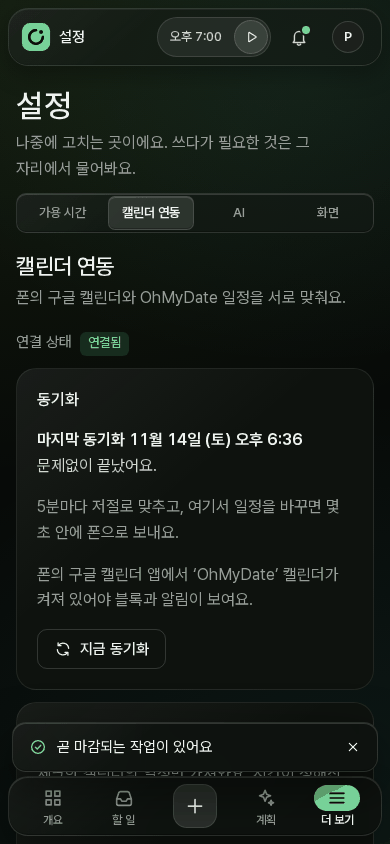 설정
오후 7:00
P
설정
나중에 고치는 곳이에요. 쓰다가 필요한 것은 그
자리에서 물어봐요.
가용 시간
캘린더 연동
AI
화면
캘린더 연동
폰의 구글 캘린더와 OhMyDate 일정을 서로 맞춰요.
연결 상태
연결됨
동기화
마지막 동기화 11월 14일 (토) 오후 6:36
문제없이 끝났어요.
5분마다 저절로 맞추고, 여기서 일정을 바꾸면 몇
초 안에 폰으로 보내요.
폰의 구글 캘린더 앱에서 ‘OhMyDate’ 캘린더가
켜져 있어야 블록과 알림이 보여요.
지금 동기화
곧 마감되는 작업이 있어요
개요
할 일
계획
더 보기